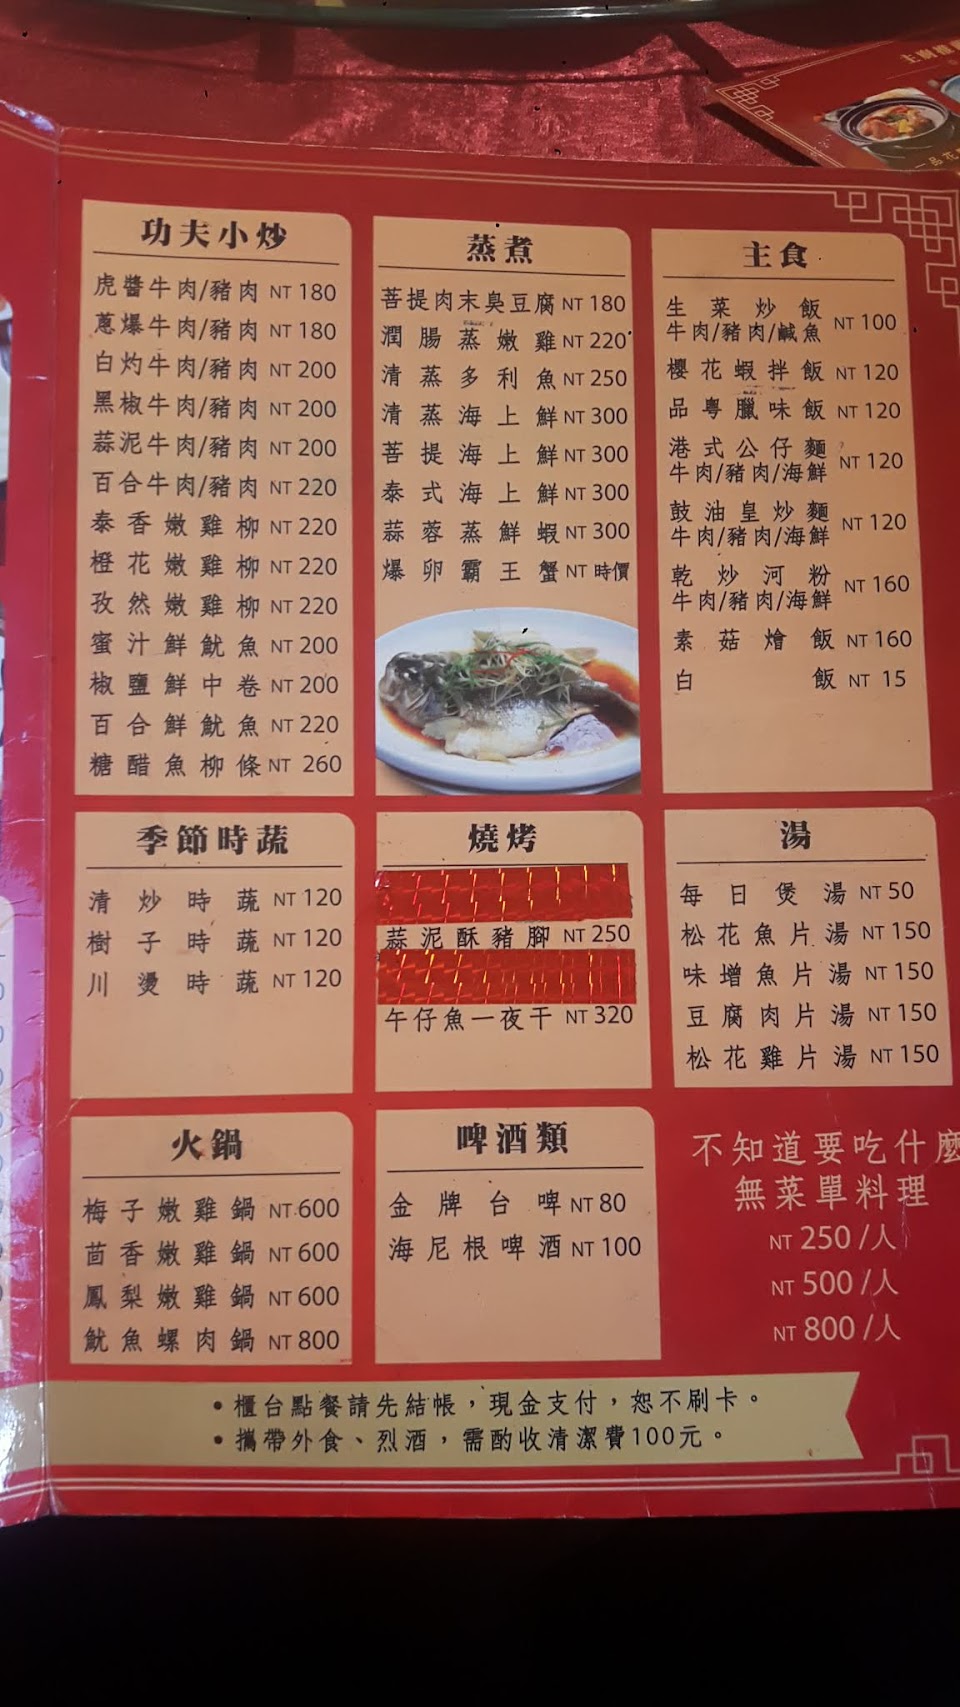 主廚推
一品花
功夫小炒
虎醬牛肉/豬肉 NT 180
蔥爆牛肉/豬肉 NT 180
白灼牛肉/豬肉 NT 200
黑椒牛肉/豬肉 NT 200
蒜泥牛肉/豬肉 NT 200
百合牛肉/豬肉 NT 220
泰香嫩雞柳 NT 220
橙花嫩雞柳 NT 220
孜然嫩雞柳 NT 220
蜜汁鮮魷魚 NT 200
椒鹽鮮中卷 NT 200
百合鮮魷魚 NT 220
糖醋魚柳條 NT 260
蒸煮
菩提肉末臭豆腐 NT 180
潤腸蒸嫩雞 NT 220
清蒸多利魚 NT 250
清蒸海上鮮 NT 300
菩提海上鮮 NT 300
泰式海上鮮 NT 300
蒜蓉蒸鮮蝦 NT 300
爆卵霸王蟹 NT 時價
主食
生菜炒飯
牛肉/豬肉/鹹魚 NT 100
櫻花蝦拌飯 NT 120
品粵臘味飯 NT 120
港式公仔麵
牛肉/豬肉/海鮮 NT 120
鼓油皇炒麵
牛肉/豬肉/海鮮 NT 120
乾炒河粉
牛肉/豬肉/海鮮 NT 160
素菇燴飯 NT 160
白飯 NT 15
季節時蔬
清炒時蔬 NT 120
樹子時蔬 NT 120
川燙時蔬 NT 120
燒烤
蒜泥酥豬腳 NT 250
午仔魚一夜干 NT 320
湯
每日煲湯 NT 50
松花魚片湯 NT 150
味增魚片湯 NT 150
豆腐肉片湯 NT 150
松花雞片湯 NT 150
火鍋
梅子嫩雞鍋 NT 600
茴香嫩雞鍋 NT 600
鳳梨嫩雞鍋 NT 600
魷魚螺肉鍋 NT 800
啤酒類
金牌台啤 NT 80
海尼根啤酒 NT 100
不知道要吃什麼
無菜單料理
NT 250 /人
NT 500 /人
NT 800 /人
•櫃台點餐請先結帳，現金支付，恕不刷卡。
•攜帶外食、烈酒，需酌收清潔費100元。